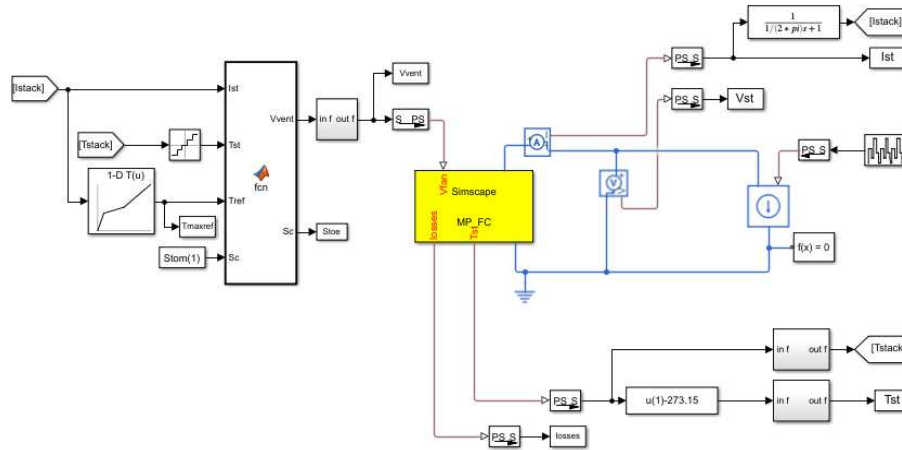 1
1/(2 * pi)s + 1
[Istack]
Ist
PS S
[Istack]
Vvent
Ist
Vvent
in f out f
S PS
PS S
Vst
[Tstack]
Tst
fcn
A
PS S
1-D T(u)
Vfan
Simscape
V
Tref
MP_FC
Tmaxref
losses
Tst
Sc
Stoe
f(x) = 0
Stom(1)
Sc
in f out f
[Tstack]
PS S
u(1)-273.15
in f out f
Tst
PS S
losses